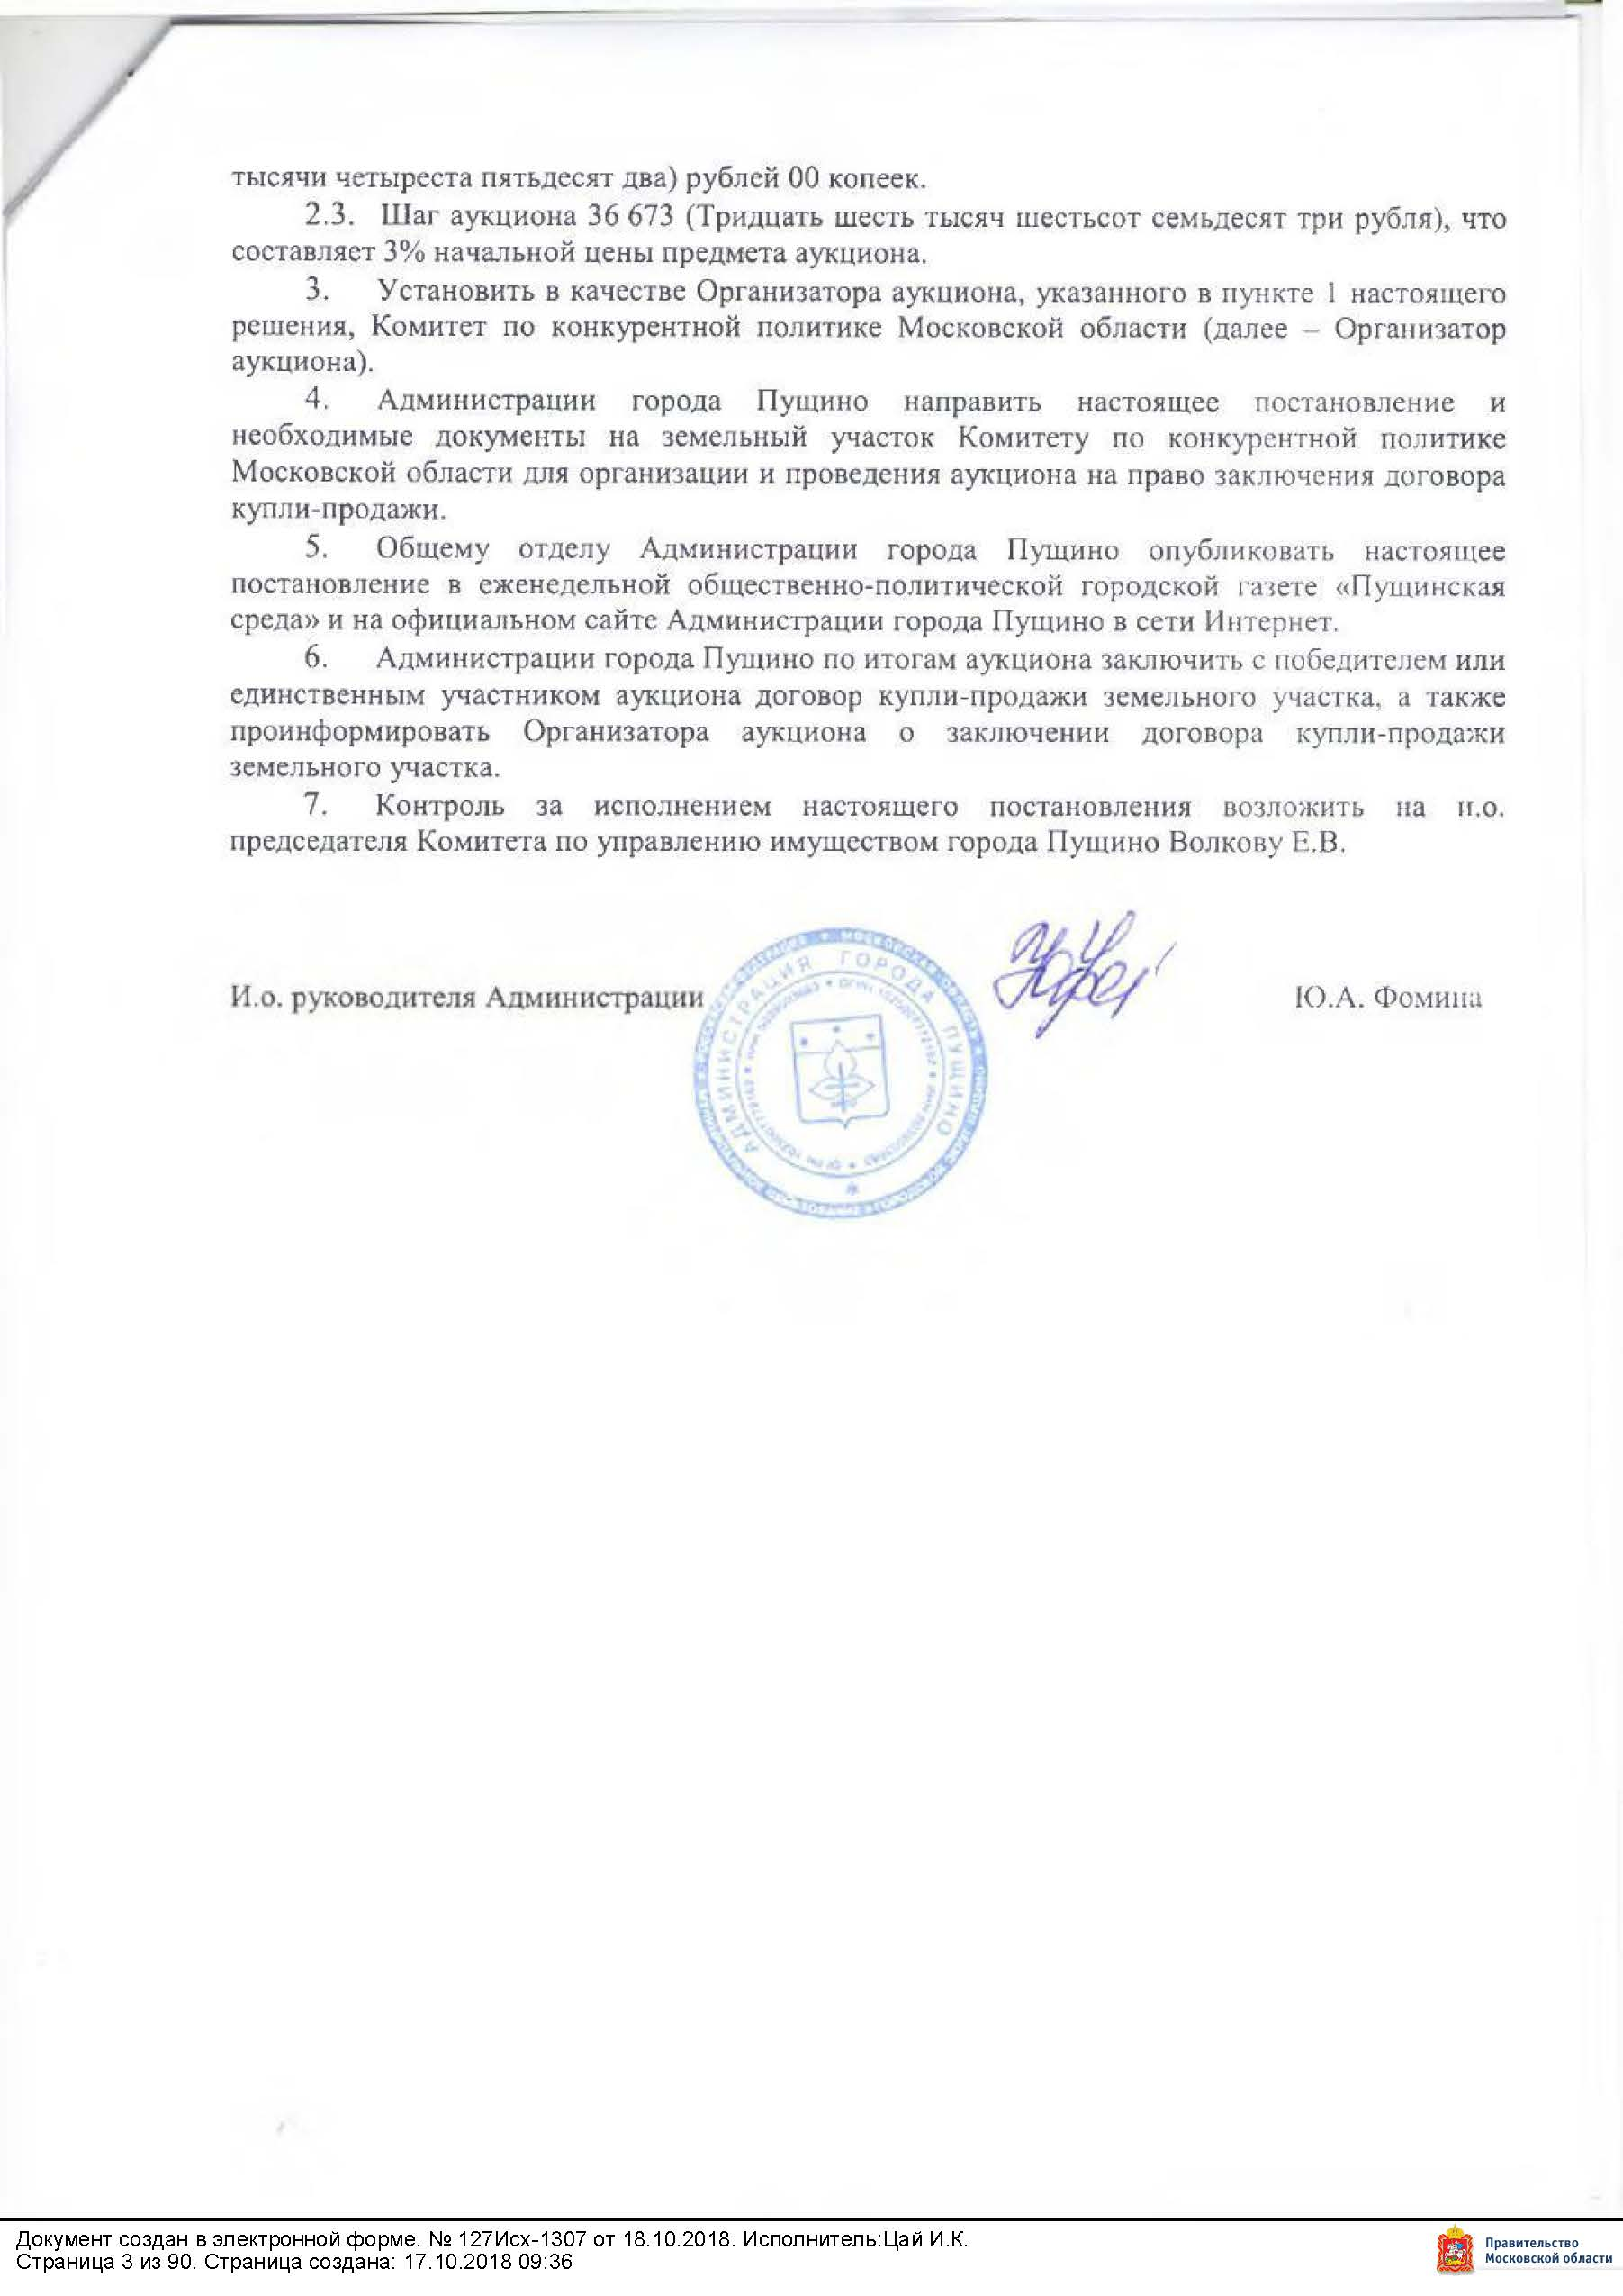 тысячи четыреста пятьдесят два) рублей 00 копеек.
2.3. Шаг аукциона 36 673 (Тридцать шесть тысяч шестьсот семьдесят три рубля), что
составляет 3% начальной цены предмета аукциона.
3. Установить в качестве Организатора аукциона, указанного в пункте 1 настоящего
решения, Комитет по конкурентной политике Московской области (далее – Организатор
аукциона).
4. Администрации города Пущино направить настоящее постановление и
необходимые документы на земельный участок Комитету по конкурентной политике
Московской области для организации и проведения аукциона на право заключения договора
купли-продажи.
5. Общему отделу Администрации города Пущино опубликовать настоящее
постановление в еженедельной общественно-политической городской газете «Пущинская
среда» и на официальном сайте Администрации города Пущино в сети Интернет.
6. Администрации города Пущино по итогам аукциона заключить с победителем или
единственным участником аукциона договор купли-продажи земельного участка, а также
проинформировать Организатора аукциона о заключении договора купли-продажи
земельного участка.
7. Контроль за исполнением настоящего постановления возложить на и.о.
председателя Комитета по управлению имуществом города Пущино Волкову Е.В.
И.о. руководителя Администрации
АДМИНИСТРАЦИЯ ГОРОДА ПУЩИНО
Ю.А. Фомина
Документ создан в электронной форме. № 127Исх-1307 от 18.10.2018. Исполнитель:Цай И.К.
Страница 3 из 90. Страница создана: 17.10.2018 09:36
Правительство
Московской области